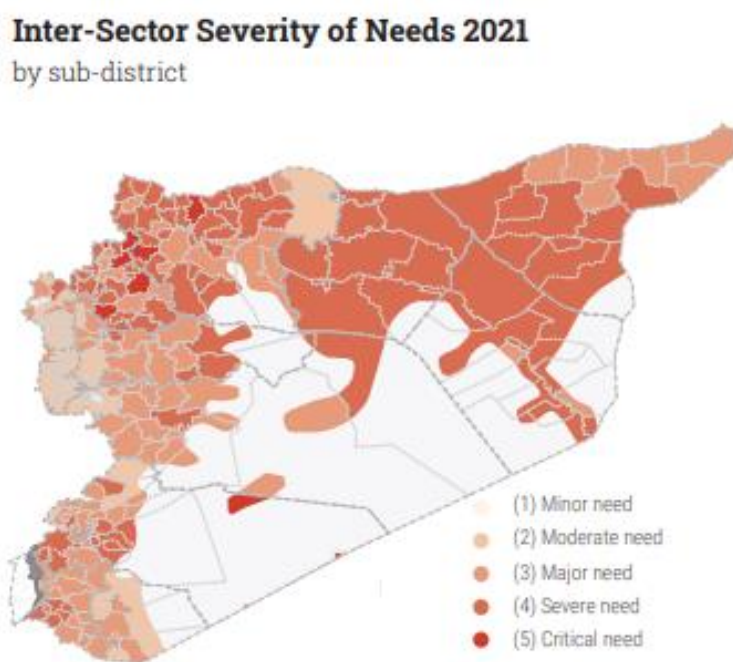 Inter-Sector Severity of Needs 2021
by sub-district
(1) Minor need
(2) Moderate need
(3) Major need
(4) Severe need
(5) Critical need